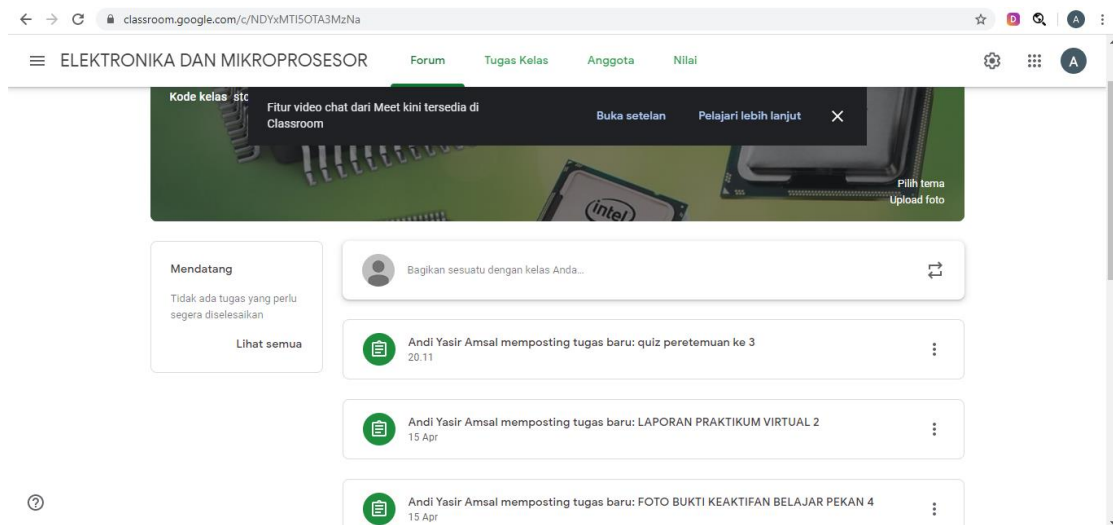 classroom.google.com/c/NDYxMTI5OTA3MzNa
D
A
ELEKTRONIKA DAN MIKROPROSESOR
Forum
Tugas Kelas
Anggota
Nilai
A
Kode kelas
Fitur video chat dari Meet kini tersedia di
Classroom
Buka setelan
Pelajari lebih lanjut
intel
Pilih tema
Upload foto
Mendatang
Tidak ada tugas yang perlu
segera diselesaikan
Lihat semua
Bagikan sesuatu dengan kelas Anda...
Andi Yasir Amsal memposting tugas baru: quiz peretemuan ke 3
20.11
Andi Yasir Amsal memposting tugas baru: LAPORAN PRAKTIKUM VIRTUAL 2
15 Apr
Andi Yasir Amsal memposting tugas baru: FOTO BUKTI KEAKTIFAN BELAJAR PEKAN 4
15 Apr